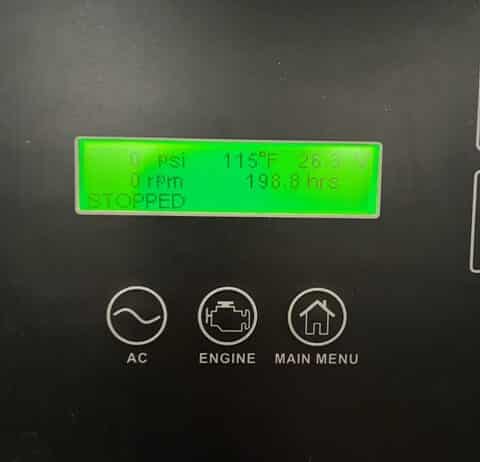 0 psi 115°F 26.3 V
0 rpm 198.8 hrs
STOPPED
AC ENGINE MAIN MENU